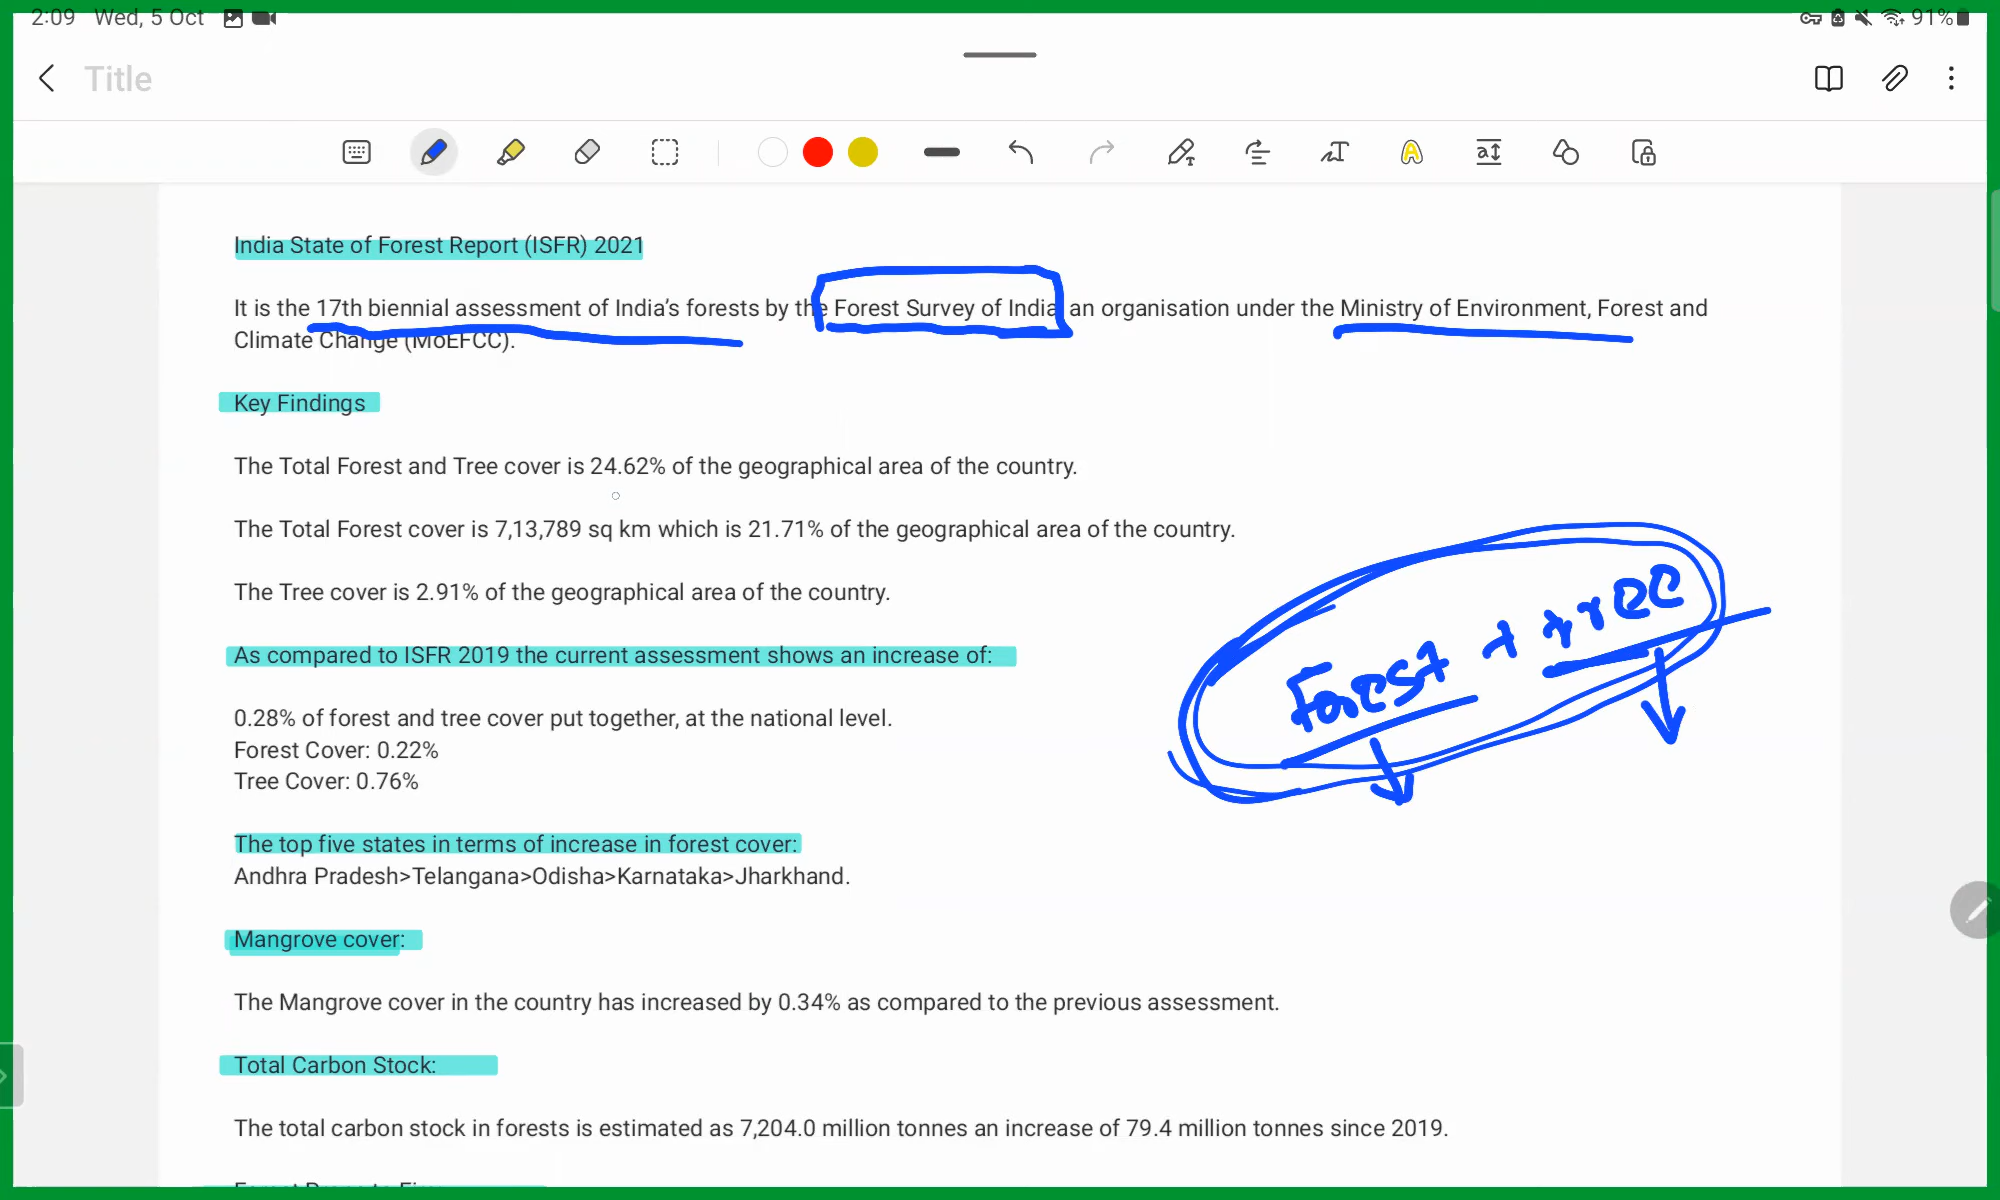 2:09 Wed, 5 Oct 91%
Title
India State of Forest Report (ISFR) 2021
It is the 17th biennial assessment of India's forests by the Forest Survey of India an organisation under the Ministry of Environment, Forest and
Climate Change (MoEFCC).
Key Findings
The Total Forest and Tree cover is 24.62% of the geographical area of the country.
The Total Forest cover is 7,13,789 sq km which is 21.71% of the geographical area of the country.
The Tree cover is 2.91% of the geographical area of the country.
Forest + tree
As compared to ISFR 2019 the current assessment shows an increase of:
0.28% of forest and tree cover put together, at the national level.
Forest Cover: 0.22%
Tree Cover: 0.76%
The top five states in terms of increase in forest cover:
Andhra Pradesh>Telangana>Odisha>Karnataka>Jharkhand.
Mangrove cover:
The Mangrove cover in the country has increased by 0.34% as compared to the previous assessment.
Total Carbon Stock:
The total carbon stock in forests is estimated as 7,204.0 million tonnes an increase of 79.4 million tonnes since 2019.